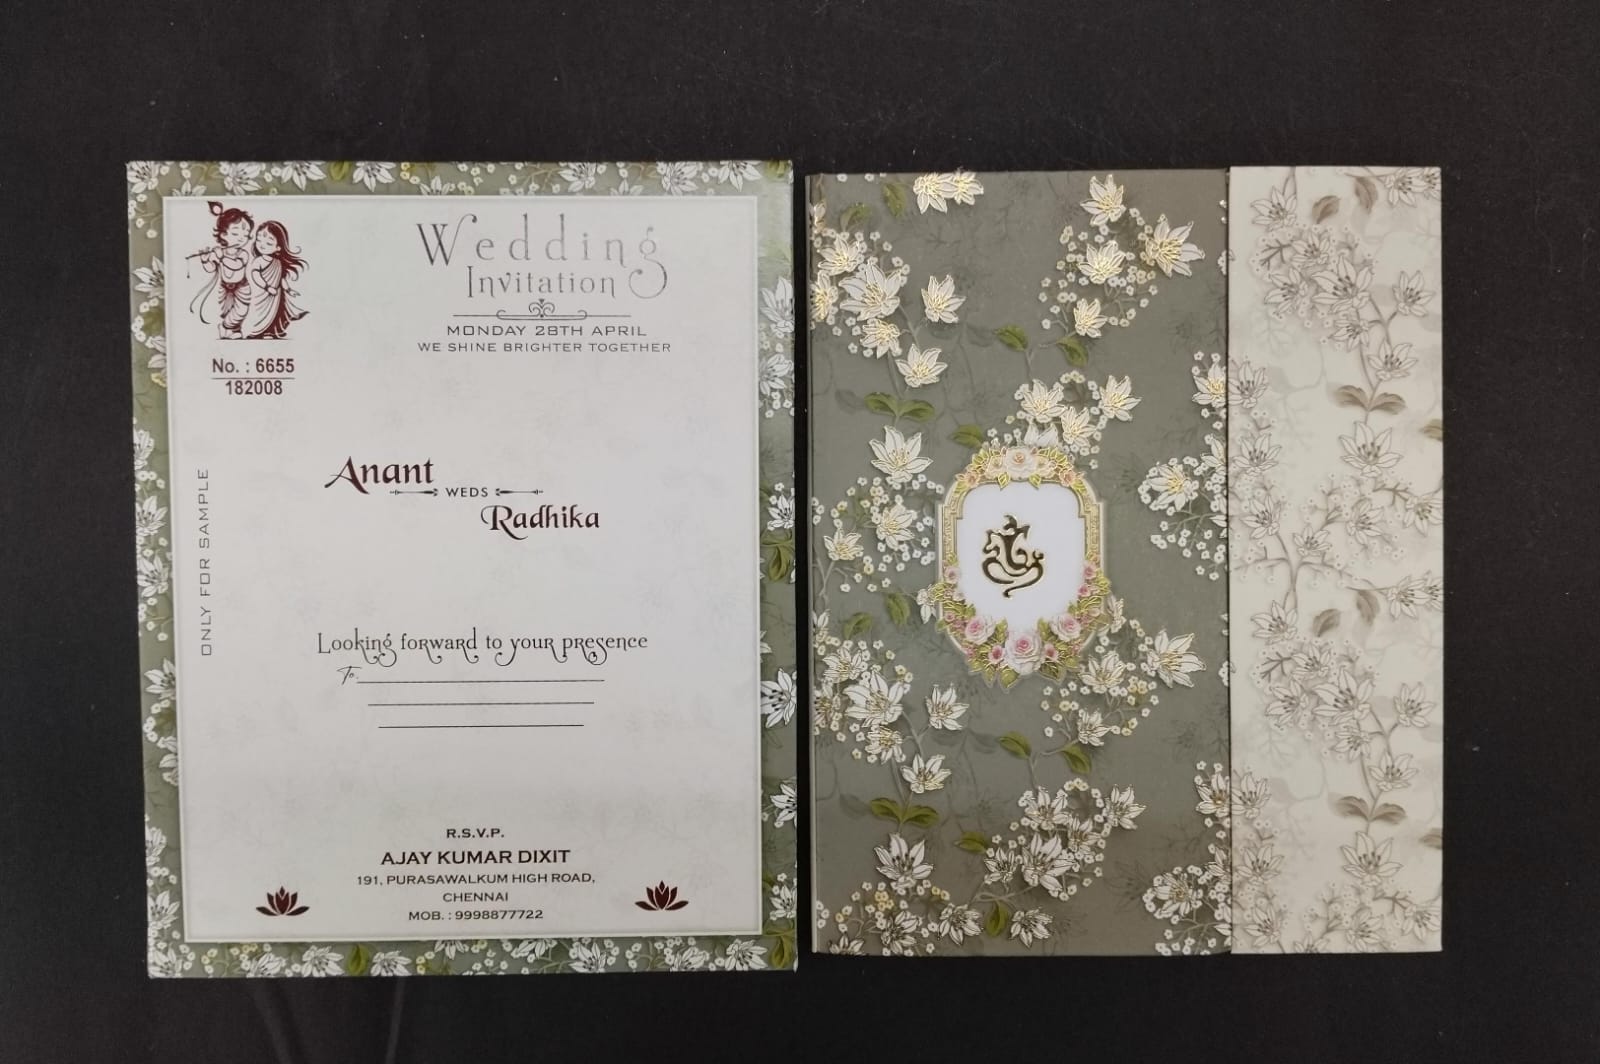 Wedding
Invitation
MONDAY 28TH APRIL
WE SHINE BRIGHTER TOGETHER
No. : 6655
182008
ONLY FOR SAMPLE
Anant
WEDS
Radhika
Looking forward to your presence
To.
R.S.V.P.
AJAY KUMAR DIXIT
191, PURASAWALKUM HIGH ROAD,
CHENNAI
MOB. : 9998877722